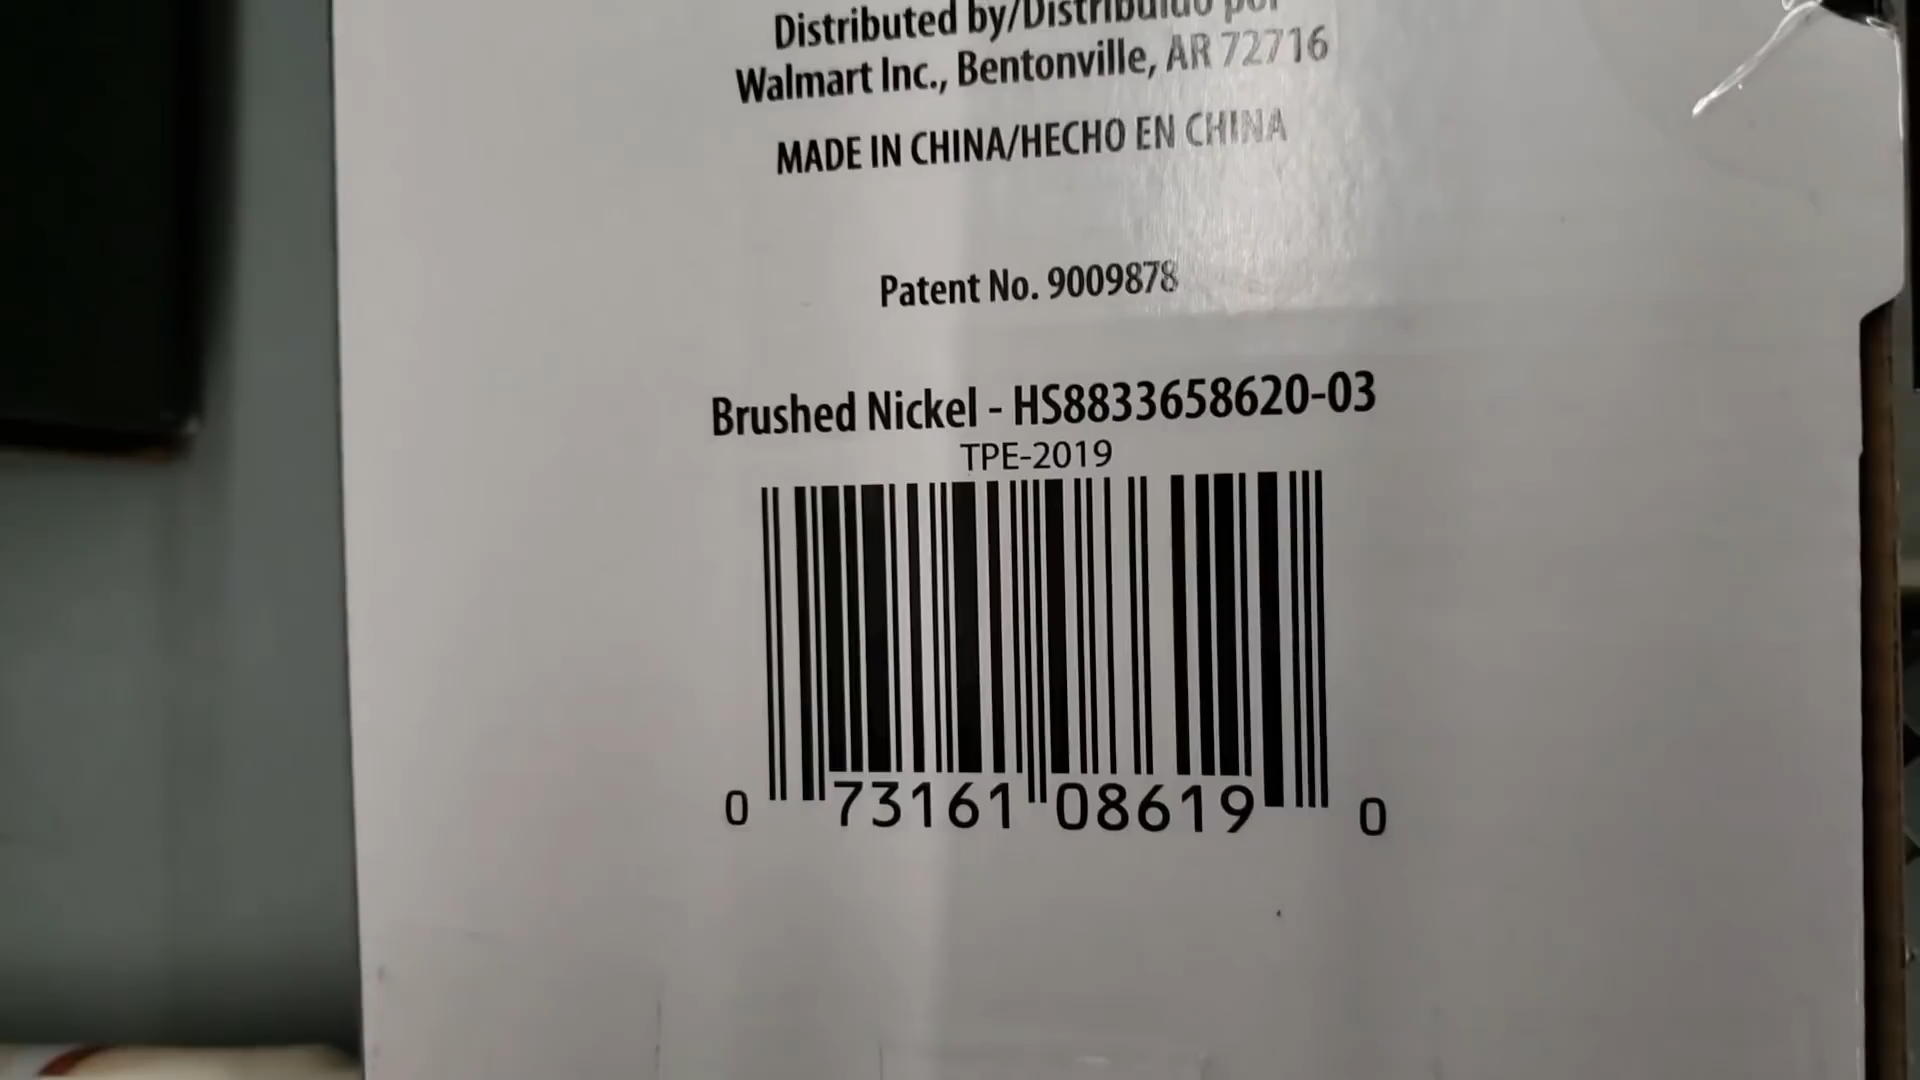 Distributed by/Distribuido por
Walmart Inc., Bentonville, AR 72716
MADE IN CHINA/HECHO EN CHINA
Patent No. 9009878
Brushed Nickel - HS8833658620-03
TPE-2019
0 73161 08619 0